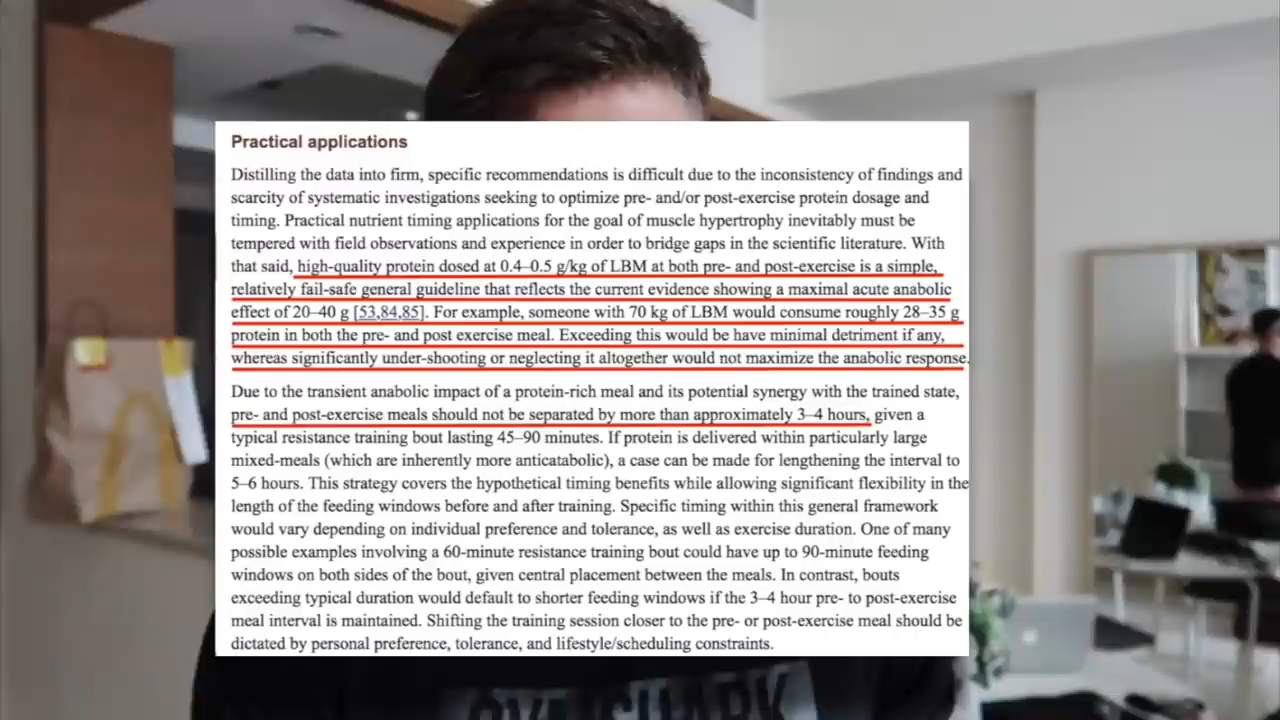 Practical applications
Distilling the data into firm, specific recommendations is difficult due to the inconsistency of findings and
scarcity of systematic investigations seeking to optimize pre- and/or post-exercise protein dosage and
timing. Practical nutrient timing applications for the goal of muscle hypertrophy inevitably must be
tempered with field observations and experience in order to bridge gaps in the scientific literature. With
that said, high-quality protein dosed at 0.4–0.5 g/kg of LBM at both pre- and post-exercise is a simple,
relatively fail-safe general guideline that reflects the current evidence showing a maximal acute anabolic
effect of 20–40 g [53,84,85]. For example, someone with 70 kg of LBM would consume roughly 28–35 g
protein in both the pre- and post exercise meal. Exceeding this would be have minimal detriment if any,
whereas significantly under-shooting or neglecting it altogether would not maximize the anabolic response.
Due to the transient anabolic impact of a protein-rich meal and its potential synergy with the trained state,
pre- and post-exercise meals should not be separated by more than approximately 3–4 hours, given a
typical resistance training bout lasting 45–90 minutes. If protein is delivered within particularly large
mixed-meals (which are inherently more anticatabolic), a case can be made for lengthening the interval to
5–6 hours. This strategy covers the hypothetical timing benefits while allowing significant flexibility in the
length of the feeding windows before and after training. Specific timing within this general framework
would vary depending on individual preference and tolerance, as well as exercise duration. One of many
possible examples involving a 60-minute resistance training bout could have up to 90-minute feeding
windows on both sides of the bout, given central placement between the meals. In contrast, bouts
exceeding typical duration would default to shorter feeding windows if the 3–4 hour pre- to post-exercise
meal interval is maintained. Shifting the training session closer to the pre- or post-exercise meal should be
dictated by personal preference, tolerance, and lifestyle/scheduling constraints.
GYMSHARK